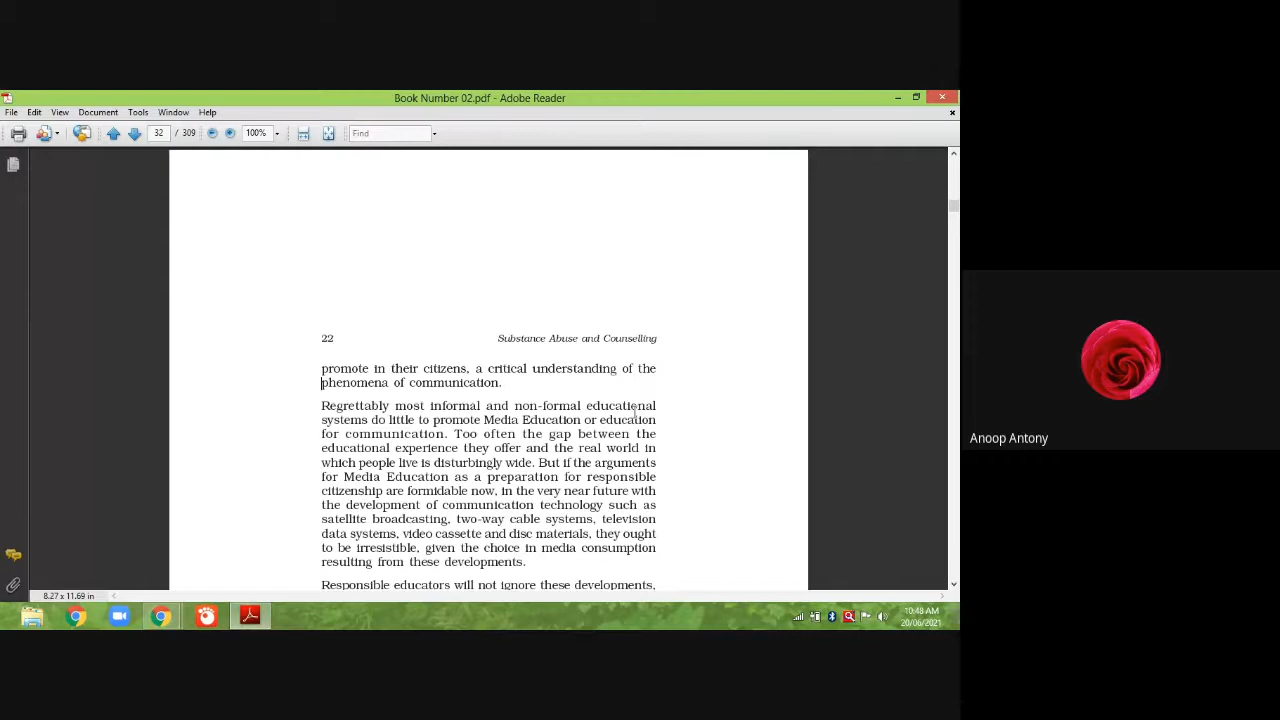 Book Number 02.pdf - Adobe Reader
File Edit View Document Tools Window Help
32 / 309 100% Find
22 Substance Abuse and Counselling
promote in their citizens, a critical understanding of the
phenomena of communication.
Regrettably most informal and non-formal educational
systems do little to promote Media Education or education
for communication. Too often the gap between the
educational experience they offer and the real world in
which people live is disturbingly wide. But if the arguments
for Media Education as a preparation for responsible
citizenship are formidable now, in the very near future with
the development of communication technology such as
satellite broadcasting, two-way cable systems, television
data systems, video cassette and disc materials, they ought
to be irresistible, given the choice in media consumption
resulting from these developments.
Responsible educators will not ignore these developments,
8.27 x 11.69 in
10:48 AM
20/06/2021
Anoop Antony